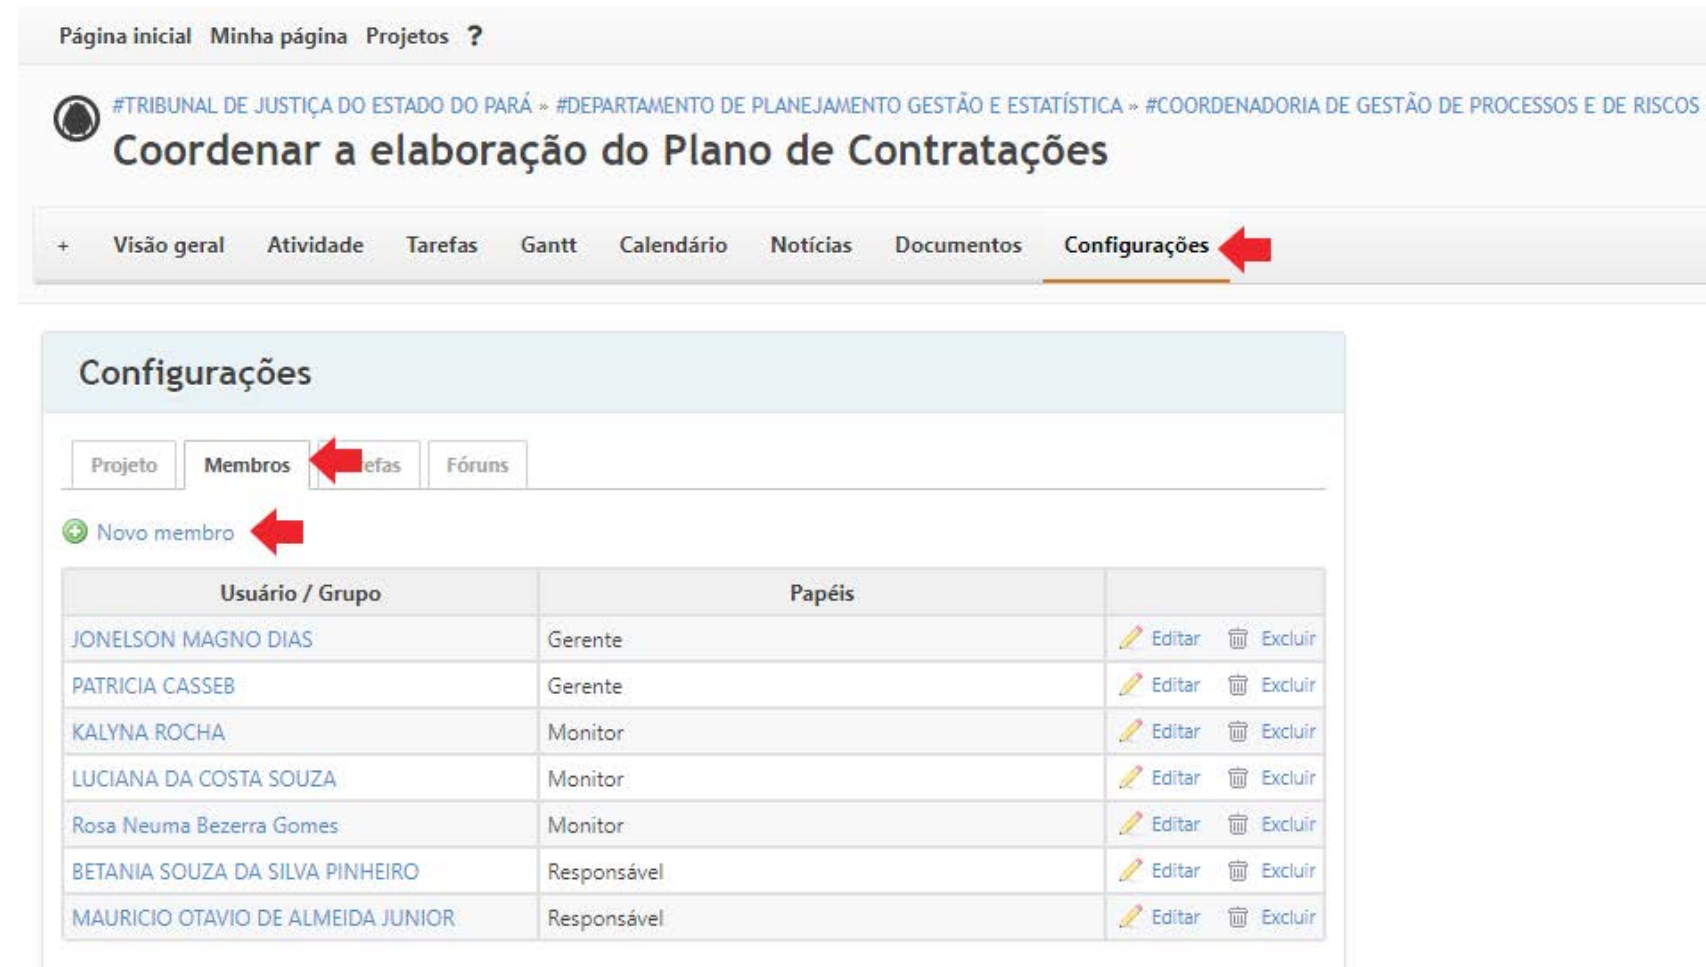 Página inicial Minha página Projetos ?
#TRIBUNAL DE JUSTIÇA DO ESTADO DO PARÁ » #DEPARTAMENTO DE PLANEJAMENTO GESTÃO E ESTATÍSTICA » #COORDENADORIA DE GESTÃO DE PROCESSOS E DE RISCOS
Coordenar a elaboração do Plano de Contratações
+ Visão geral Atividade Tarefas Gantt Calendário Notícias Documentos Configurações
Configurações
Projeto Membros Fóruns
Novo membro
Usuário / Grupo Papéis
JONELSON MAGNO DIAS Gerente Editar Excluir
PATRICIA CASSEB Gerente Editar Excluir
KALYNA ROCHA Monitor Editar Excluir
LUCIANA DA COSTA SOUZA Monitor Editar Excluir
Rosa Neuma Bezerra Gomes Monitor Editar Excluir
BETANIA SOUZA DA SILVA PINHEIRO Responsável Editar Excluir
MAURICIO OTAVIO DE ALMEIDA JUNIOR Responsável Editar Excluir